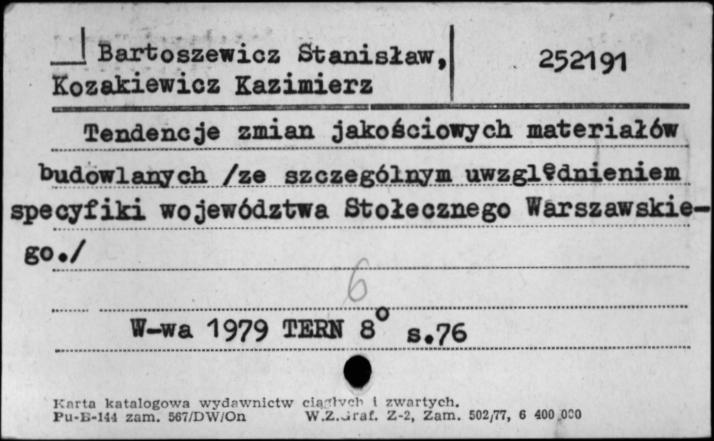 Bartoszewicz Stanisław, 252191
Kozakiewicz Kazimierz
Tendencje zmian jakościowych materiałów
budowlanych /ze szczególnym uwzględnieniem
specyfiki województwa Stołecznego Warszawskie-
go./
6
W-wa 1979 TERN 8° s.76
Karta katalogowa wydawnictw ciągłych i zwartych.
Pu-E-144 zam. 567/DW/On W.Z.Graf. Z-2, Zam. 502/77, 6 400 000